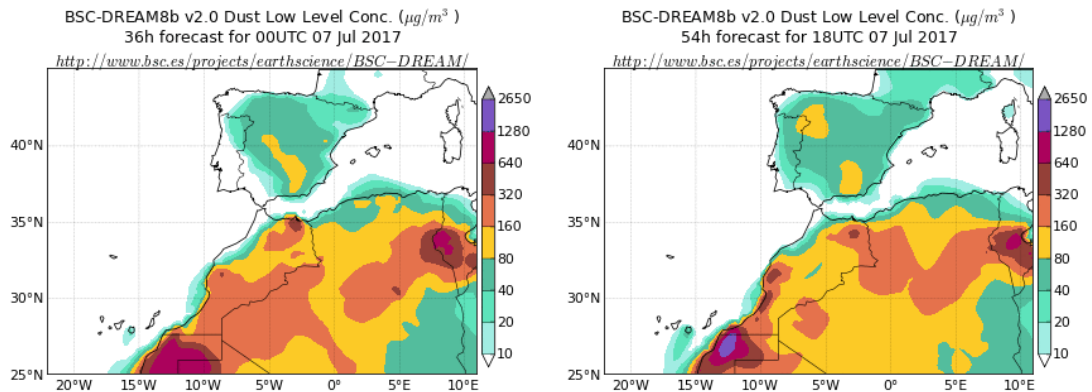 BSC-DREAM8b v2.0 Dust Low Level Conc. (μg/m³ )
36h forecast for 00UTC 07 Jul 2017
http://www.bsc.es/projects/earthscience/BSC−DREAM/
40°N
35°N
30°N
25°N
20°W
15°W
10°W
5°W
0°
5°E
10°E
2650
1280
640
320
160
80
40
20
10
BSC-DREAM8b v2.0 Dust Low Level Conc. (μg/m³ )
54h forecast for 18UTC 07 Jul 2017
http://www.bsc.es/projects/earthscience/BSC−DREAM/
40°N
35°N
30°N
25°N
20°W
15°W
10°W
5°W
0°
5°E
10°E
2650
1280
640
320
160
80
40
20
10